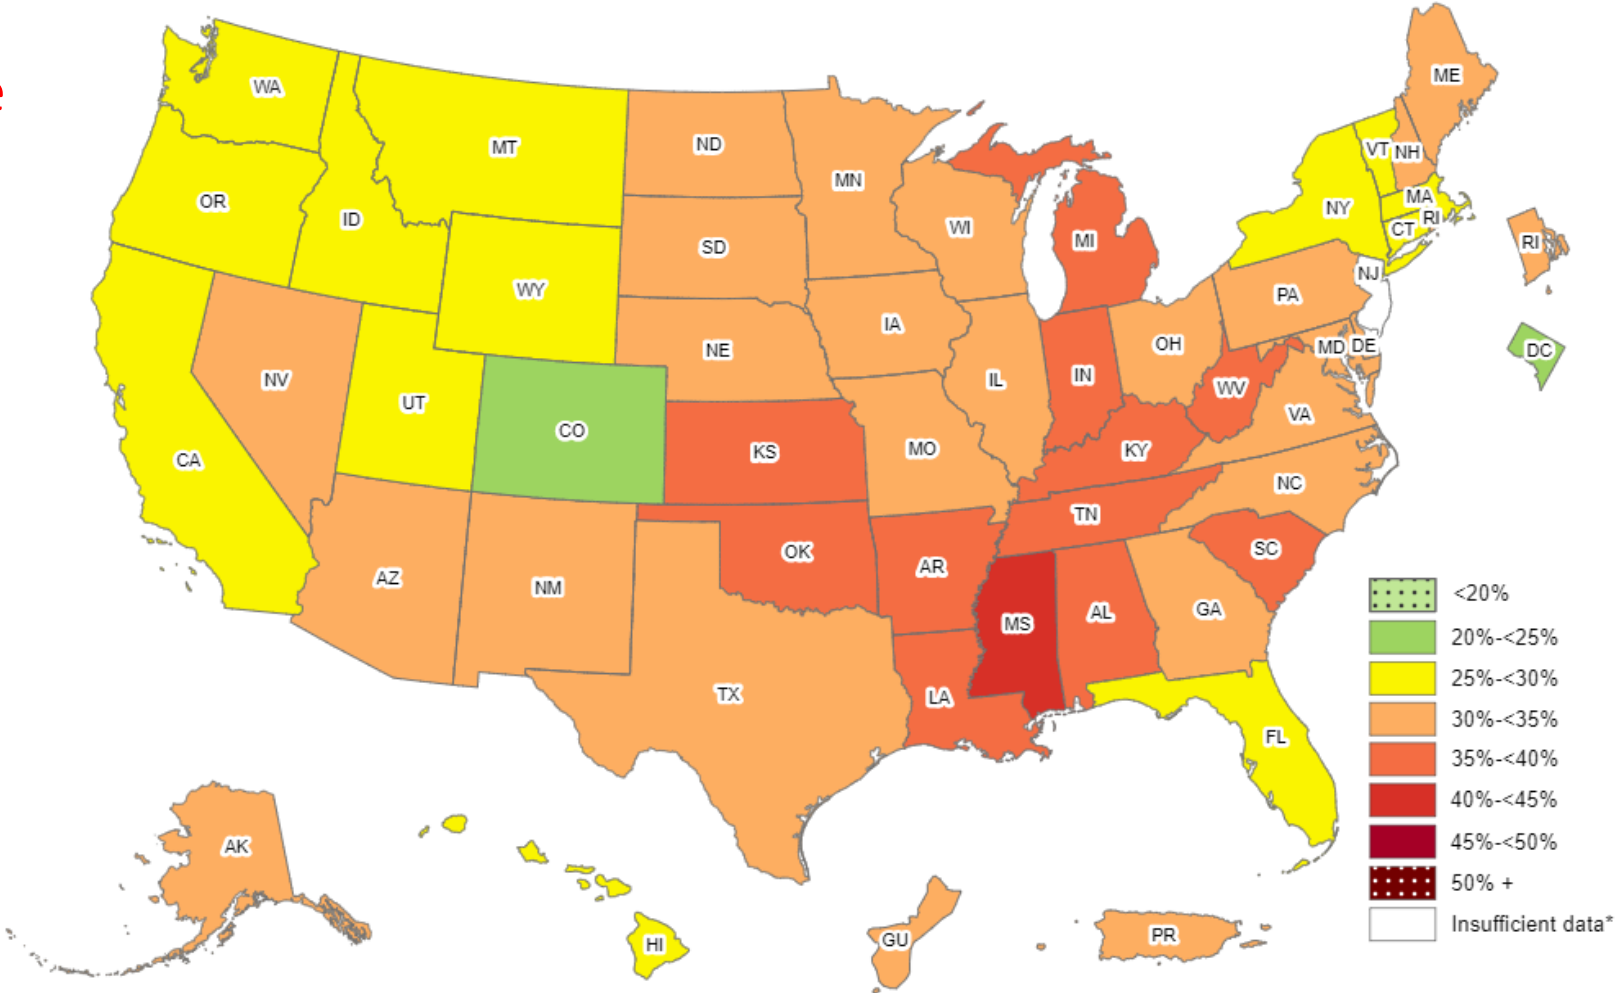 e
ME
WA
VT
NH
MT
ND
MN
MA
OR
ID
SD
WI
MI
NY
CT
RI
RI
WY
NJ
PA
NE
IA
OH
MD
DE
DC
NV
UT
CO
IL
IN
WV
CA
KS
MO
KY
VA
NC
TN
OK
AR
SC
AZ
NM
MS
AL
GA
TX
LA
FL
AK
HI
GU
PR
<20%
20%-<25%
25%-<30%
30%-<35%
35%-<40%
40%-<45%
45%-<50%
50% +
Insufficient data*